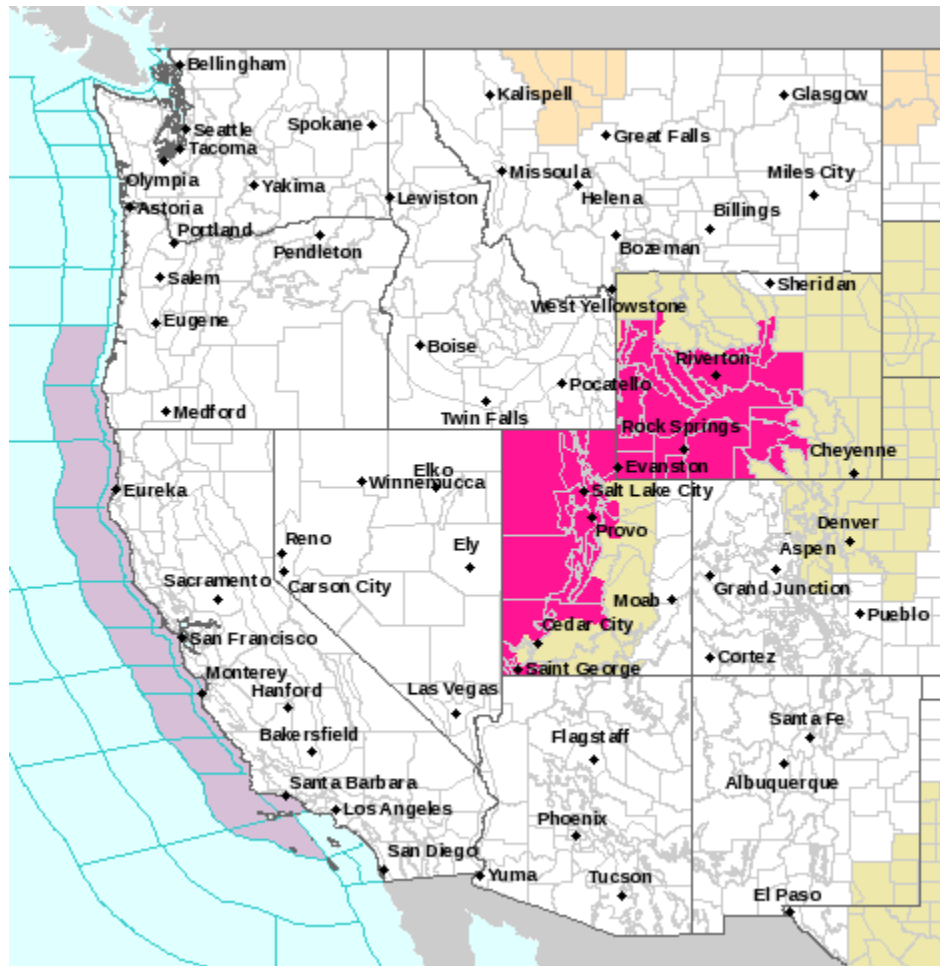 Bellingham
Kalispell
Glasgow
Seattle
Spokane
Great Falls
Tacoma
Olympia
Yakima
Missoula
Helena
Miles City
Lewiston
Astoria
Billings
Portland
Pendleton
Bozeman
Salem
Sheridan
West Yellowstone
Eugene
Boise
Riverton
Pocatello
Medford
Twin Falls
Rock Springs
Cheyenne
Evanston
Elko
Winnemucca
Eureka
Salt Lake City
Denver
Provo
Reno
Ely
Aspen
Carson City
Grand Junction
Sacramento
Moab
Pueblo
Cedar City
San Francisco
Cortez
Saint George
Monterey
Hanford
Las Vegas
Santa Fe
Bakersfield
Flagstaff
Albuquerque
Santa Barbara
Los Angeles
Phoenix
San Diego
Yuma
Tucson
El Paso